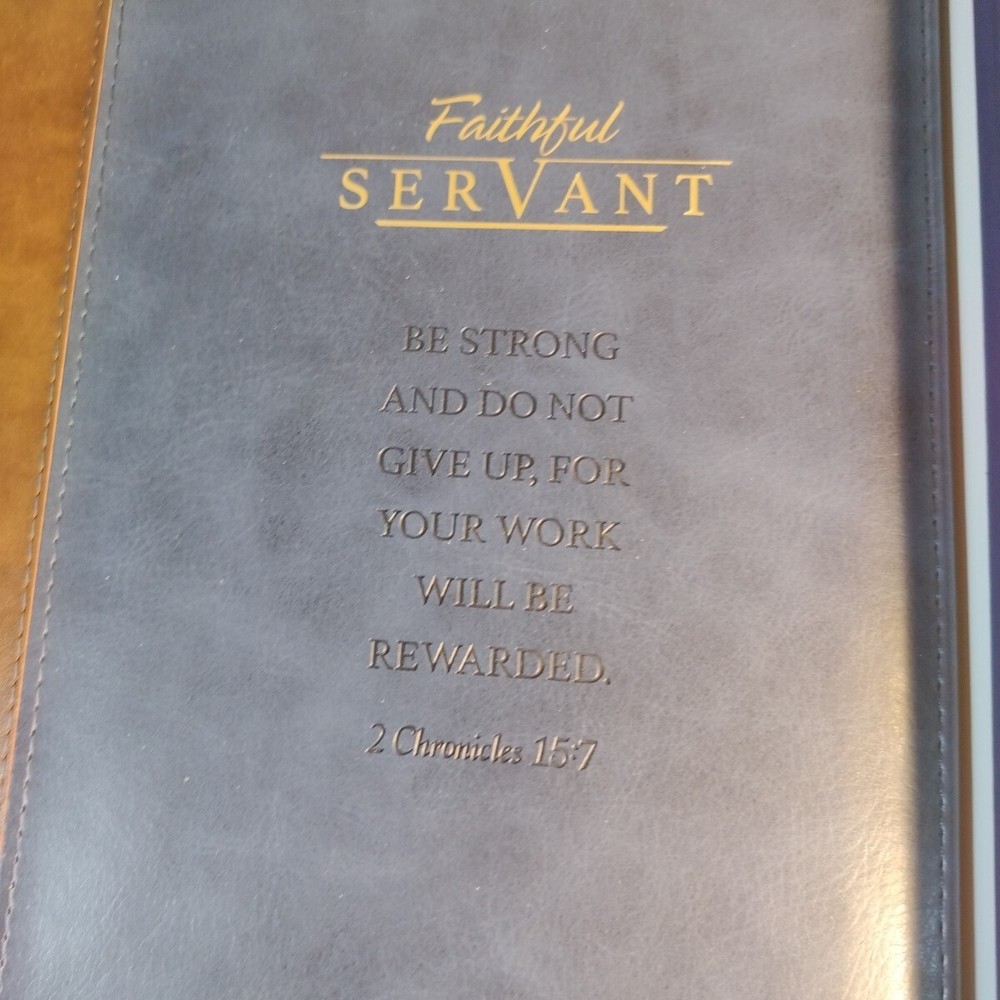 Faithful
SERVANT
BE STRONG
AND DO NOT
GIVE UP, FOR
YOUR WORK
WILL BE
REWARDED.
2 Chronicles 15:7